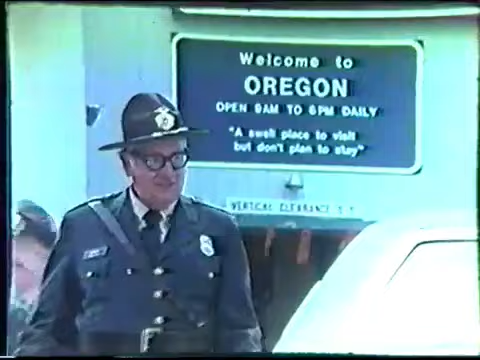 Welcome to
OREGON
OPEN 9AM TO 6PM DAILY
"A swell place to visit
but don't plan to stay"
VERTICAL CLEARANCE